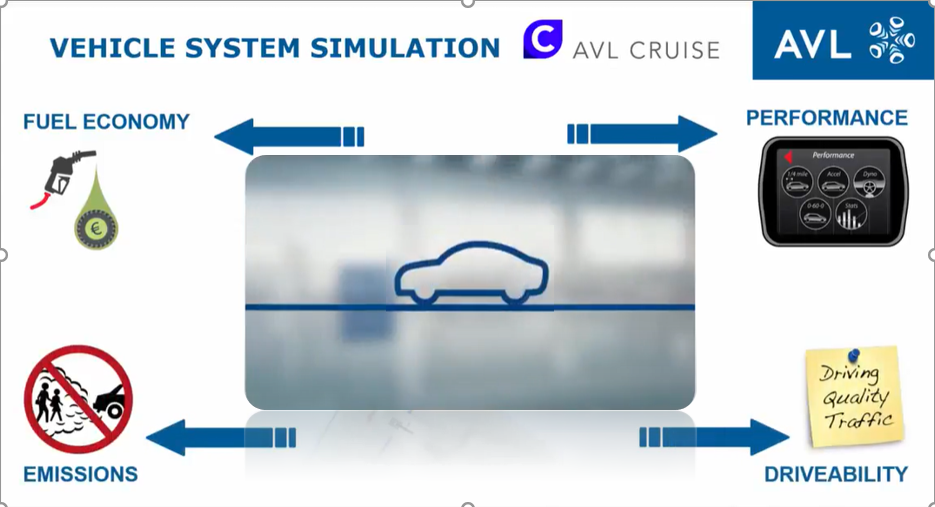 VEHICLE SYSTEM SIMULATION
C AVL CRUISE
AVL
FUEL ECONOMY
PERFORMANCE
€
Performance
1/4 mile
Accel
Dyno
0-60-0
Stats
Driving
Quality
Traffic
EMISSIONS
DRIVEABILITY